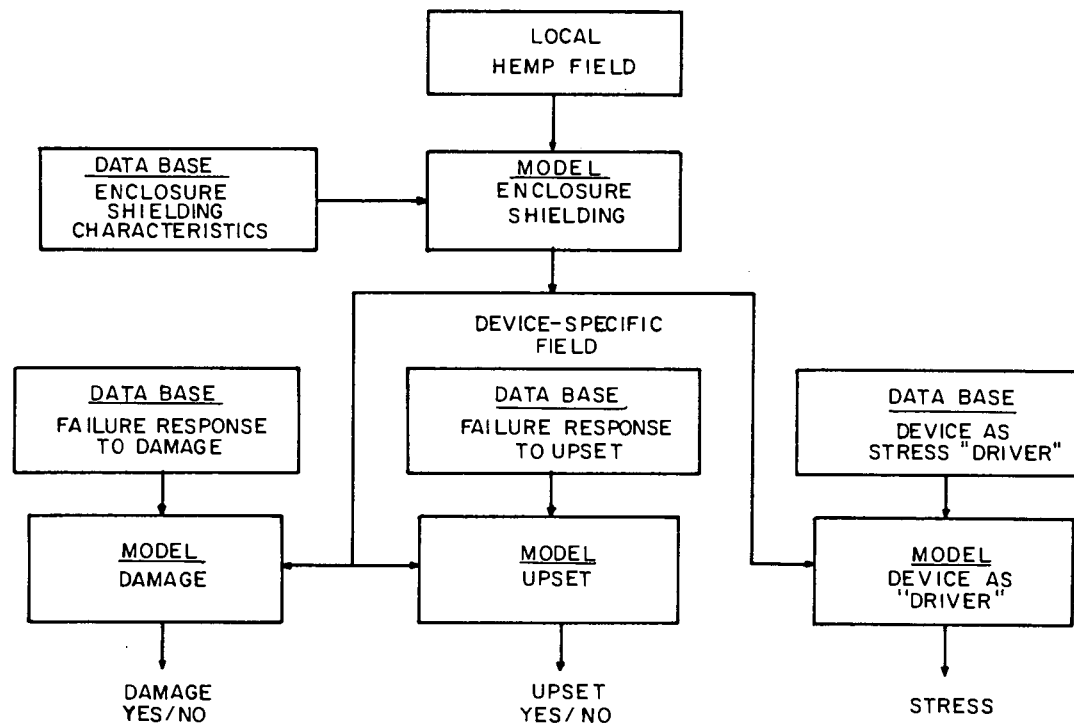 LOCAL
HEMP FIELD
DATA BASE
ENCLOSURE
SHIELDING
CHARACTERISTICS
MODEL
ENCLOSURE
SHIELDING
DEVICE-SPECIFIC
FIELD
DATA BASE
FAILURE RESPONSE
TO DAMAGE
DATA BASE
FAILURE RESPONSE
TO UPSET
DATA BASE
DEVICE AS
STRESS "DRIVER"
MODEL
DAMAGE
MODEL
UPSET
MODEL
DEVICE AS
"DRIVER"
DAMAGE
YES/NO
UPSET
YES/NO
STRESS